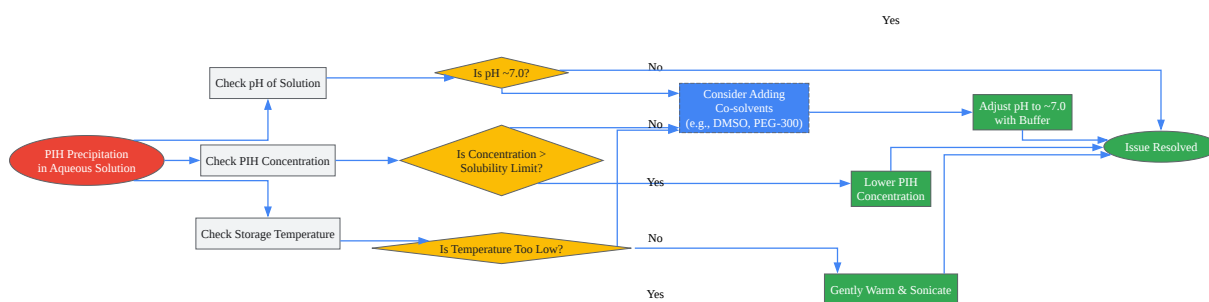 Yes
Is pH ~7.0?
No
Check pH of Solution
Consider Adding
Co-solvents
(e.g., DMSO, PEG-300)
Adjust pH to ~7.0
with Buffer
No
PIH Precipitation
in Aqueous Solution
Check PIH Concentration
Is Concentration >
Solubility Limit?
Issue Resolved
Yes
Lower PIH
Concentration
Check Storage Temperature
Is Temperature Too Low?
No
Gently Warm & Sonicate
Yes